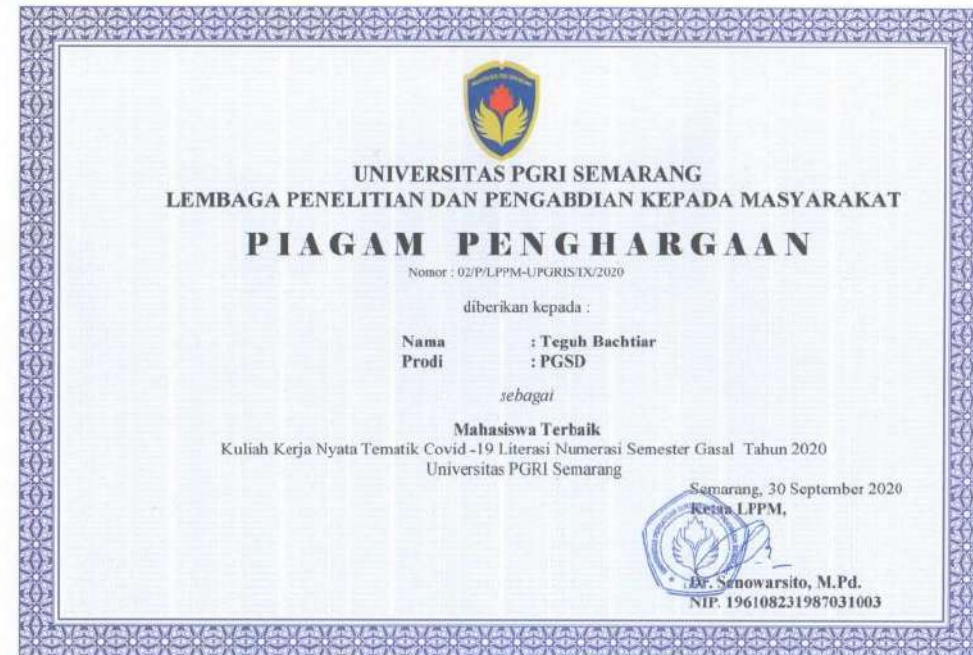 UNIVERSITAS PGRI SEMARANG
LEMBAGA PENELITIAN DAN PENGABDIAN KEPADA MASYARAKAT
PIAGAM PENGHARGAAN
Nomor : 02/P/LPPM-UPGRIS/IX/2020
diberikan kepada :
Nama : Teguh Bachtiar
Prodi : PGSD
sebagai
Mahasiswa Terbaik
Kuliah Kerja Nyata Tematik Covid -19 Literasi Numerasi Semester Gasal Tahun 2020
Universitas PGRI Semarang
Semarang, 30 September 2020
Ketua LPPM,
Dr. Senowarsito, M.Pd.
NIP. 196108231987031003